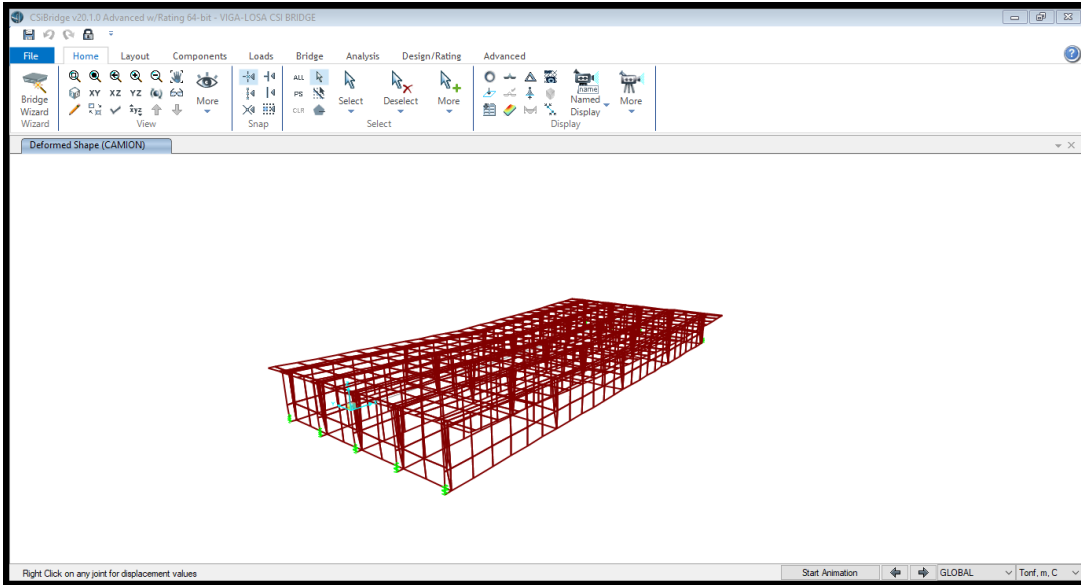 CSiBridge v20.1.0 Advanced w/Rating 64-bit - VIGA-LOSA CSI BRIDGE
File Home Layout Components Loads Bridge Analysis Design/Rating Advanced
Bridge
Wizard
Wizard
XY XZ YZ
xyz
More
View
Snap
ALL
PS
CLR
Select
Deselect
More
Select
name
Named
Display
More
Display
Deformed Shape (CAMION)
Right Click on any joint for displacement values
Start Animation
GLOBAL
Tonf, m, C